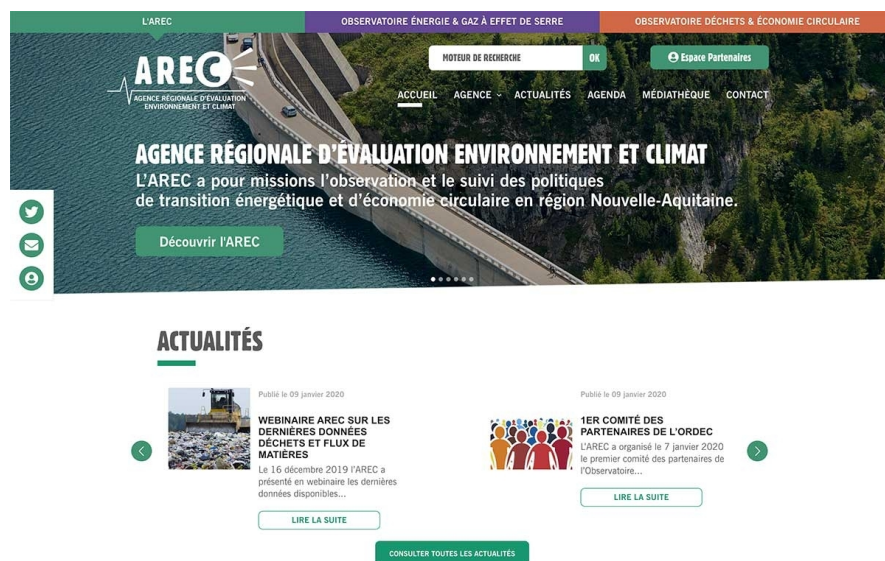 L'AREC
OBSERVATOIRE ÉNERGIE & GAZ À EFFET DE SERRE
OBSERVATOIRE DÉCHETS & ÉCONOMIE CIRCULAIRE
AREC
AGENCE RÉGIONALE D'ÉVALUATION
ENVIRONNEMENT ET CLIMAT
MOTEUR DE RECHERCHE
OK
Espace Partenaires
ACCUEIL
AGENCE
ACTUALITÉS
AGENDA
MÉDIATHÈQUE
CONTACT
AGENCE RÉGIONALE D'ÉVALUATION ENVIRONNEMENT ET CLIMAT
L'AREC a pour missions l'observation et le suivi des politiques
de transition énergétique et d'économie circulaire en région Nouvelle-Aquitaine.
Découvrir l'AREC
ACTUALITÉS
Publié le 09 janvier 2020
WEBINAIRE AREC SUR LES
DERNIÈRES DONNÉES
DÉCHETS ET FLUX DE
MATIÈRES
Le 16 décembre 2019 l'AREC a
présenté en webinaire les dernières
données disponibles...
LIRE LA SUITE
Publié le 09 janvier 2020
1ER COMITÉ DES
PARTENAIRES DE L'ORDEC
L'AREC a organisé le 7 janvier 2020
le premier comité des partenaires de
l'Observatoire...
LIRE LA SUITE
CONSULTER TOUTES LES ACTUALITÉS